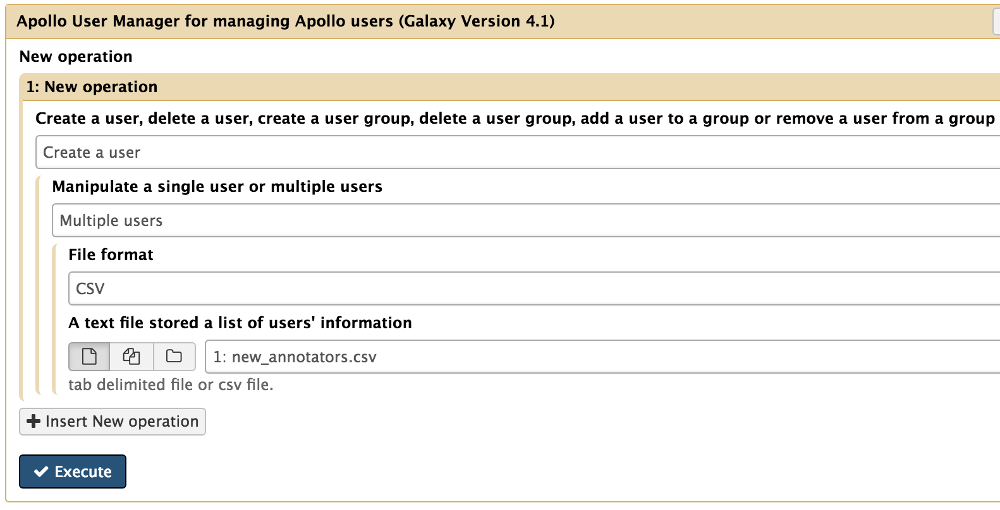 Apollo User Manager for managing Apollo users (Galaxy Version 4.1)
New operation
1: New operation
Create a user, delete a user, create a user group, delete a user group, add a user to a group or remove a user from a group
Create a user
Manipulate a single user or multiple users
Multiple users
File format
CSV
A text file stored a list of users' information
1: new_annotators.csv
tab delimited file or csv file.
Insert New operation
Execute